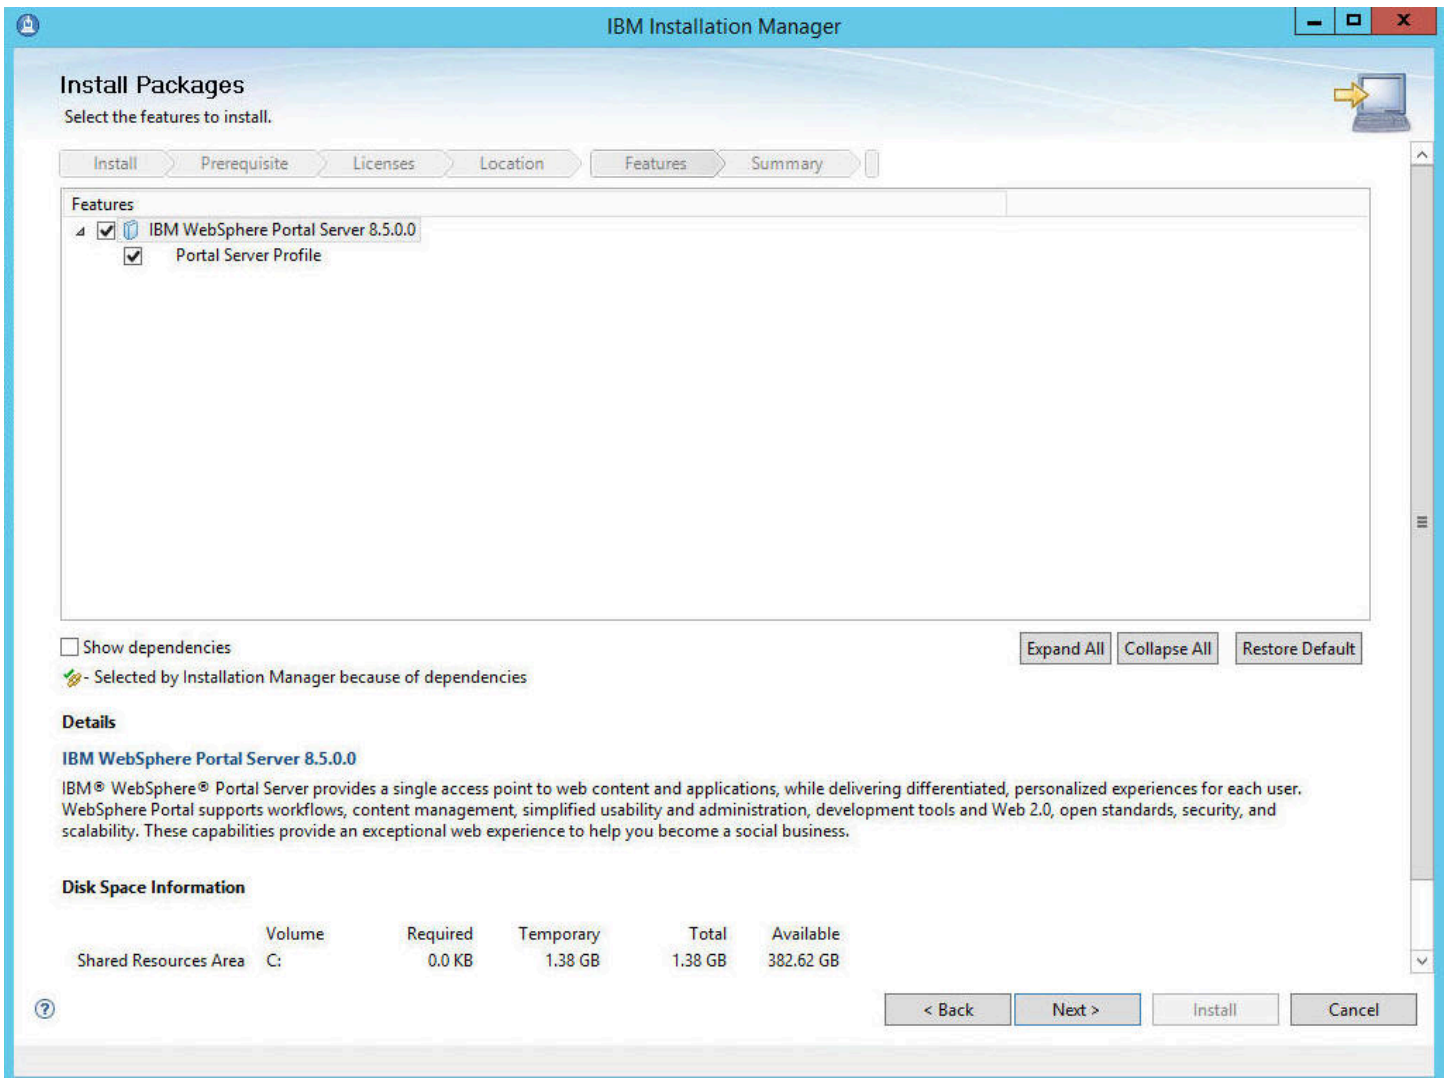 IBM Installation Manager
Install Packages
Select the features to install.
Install Prerequisite Licenses Location Features Summary
Features
IBM WebSphere Portal Server 8.5.0.0
Portal Server Profile
Show dependencies Expand All Collapse All Restore Default
- Selected by Installation Manager because of dependencies
Details
IBM WebSphere Portal Server 8.5.0.0
IBM® WebSphere® Portal Server provides a single access point to web content and applications, while delivering differentiated, personalized experiences for each user.
WebSphere Portal supports workflows, content management, simplified usability and administration, development tools and Web 2.0, open standards, security, and
scalability. These capabilities provide an exceptional web experience to help you become a social business.
Disk Space Information
Volume Required Temporary Total Available
Shared Resources Area C: 0.0 KB 1.38 GB 1.38 GB 382.62 GB
? < Back Next > Install Cancel